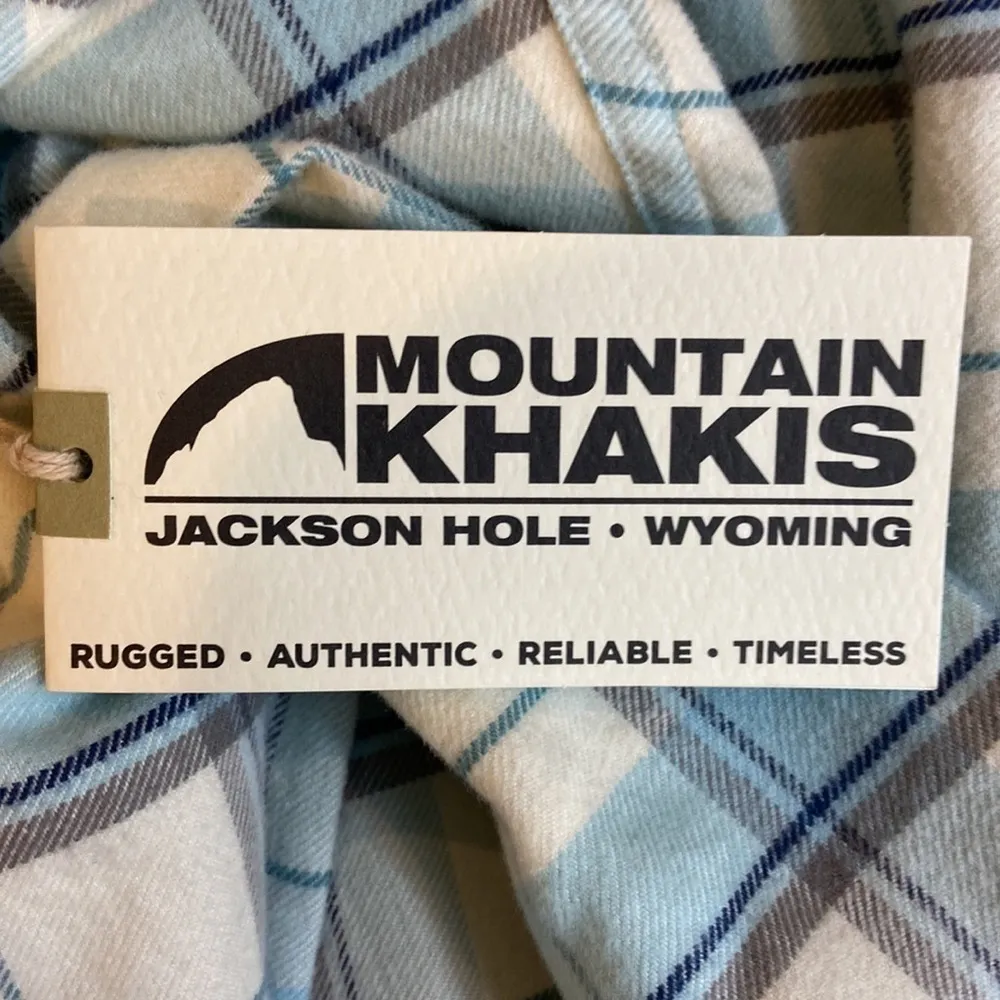 MOUNTAIN
KHAKIS
JACKSON HOLE • WYOMING
RUGGED • AUTHENTIC • RELIABLE • TIMELESS